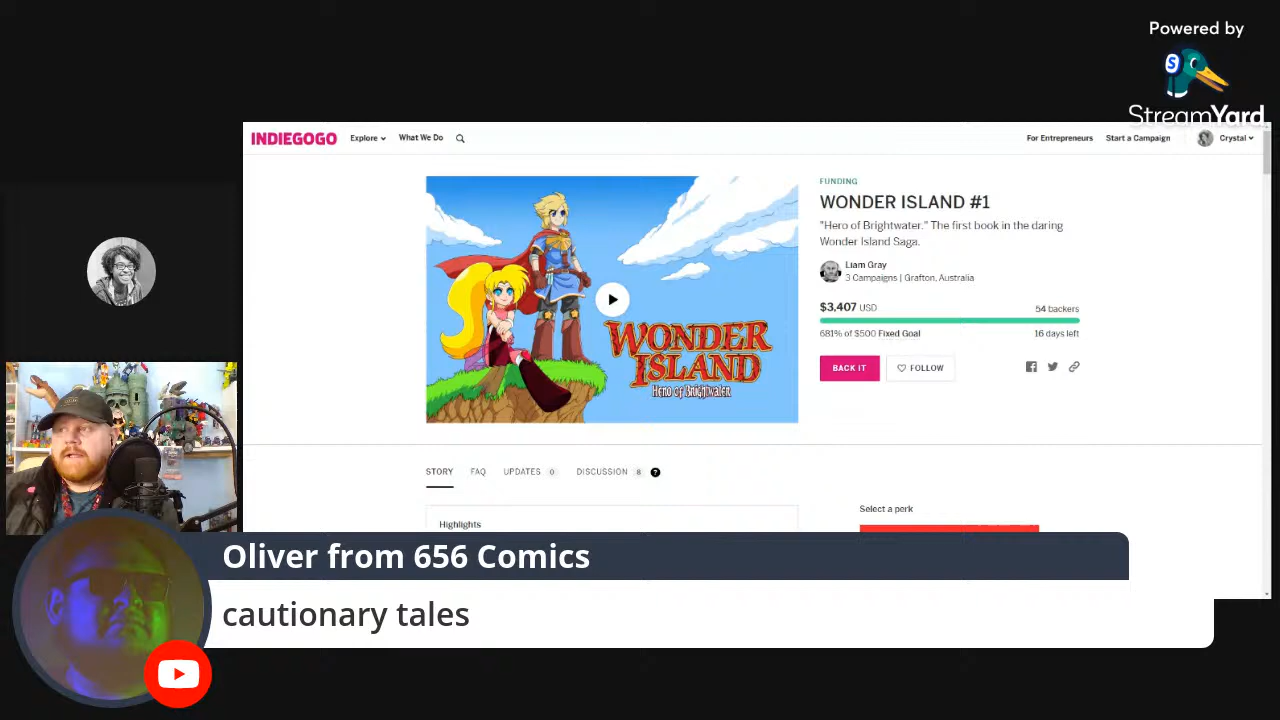 Powered by
S
StreamYard
INDIEGOGO Explore What We Do For Entrepreneurs Start a Campaign Crystal
FUNDING
WONDER ISLAND #1
"Hero of Brightwater." The first book in the daring
Wonder Island Saga.
Liam Gray
3 Campaigns | Grafton, Australia
$3,407 USD 54 backers
681% of $500 Fixed Goal 16 days left
BACK IT FOLLOW
WONDER
ISLAND
Hero of Brightwater
STORY FAQ UPDATES 0 DISCUSSION 8 ?
Highlights
Select a perk
Oliver from 656 Comics
cautionary tales